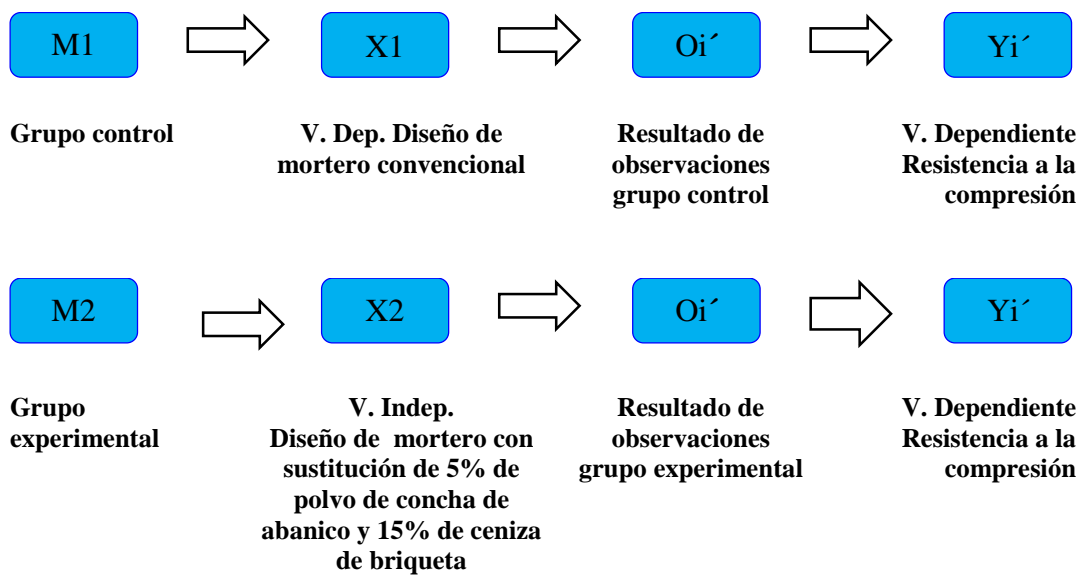 M1
X1
Oi´
Yi´
Grupo control
V. Dep. Diseño de
mortero convencional
Resultado de
observaciones
grupo control
V. Dependiente
Resistencia a la
compresión
M2
X2
Oi´
Yi´
Grupo
experimental
V. Indep.
Diseño de mortero con
sustitución de 5% de
polvo de concha de
abanico y 15% de ceniza
de briqueta
Resultado de
observaciones
grupo experimental
V. Dependiente
Resistencia a la
compresión